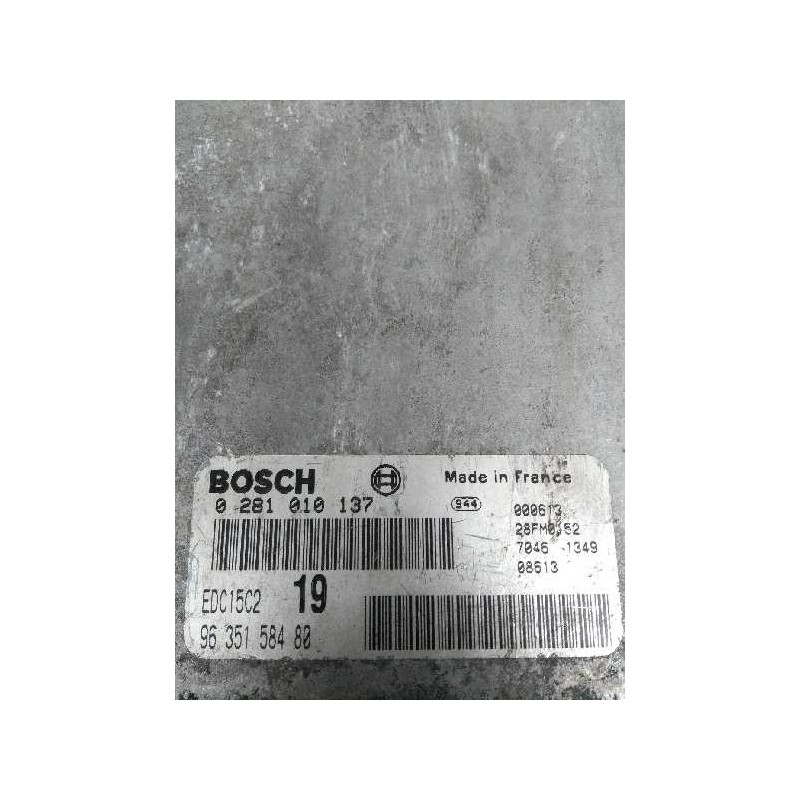 BOSCH
Made in France
0 281 010 137
944
000613
28FM0152
7046 1349
08613
EDC15C2
19
96 351 584 80